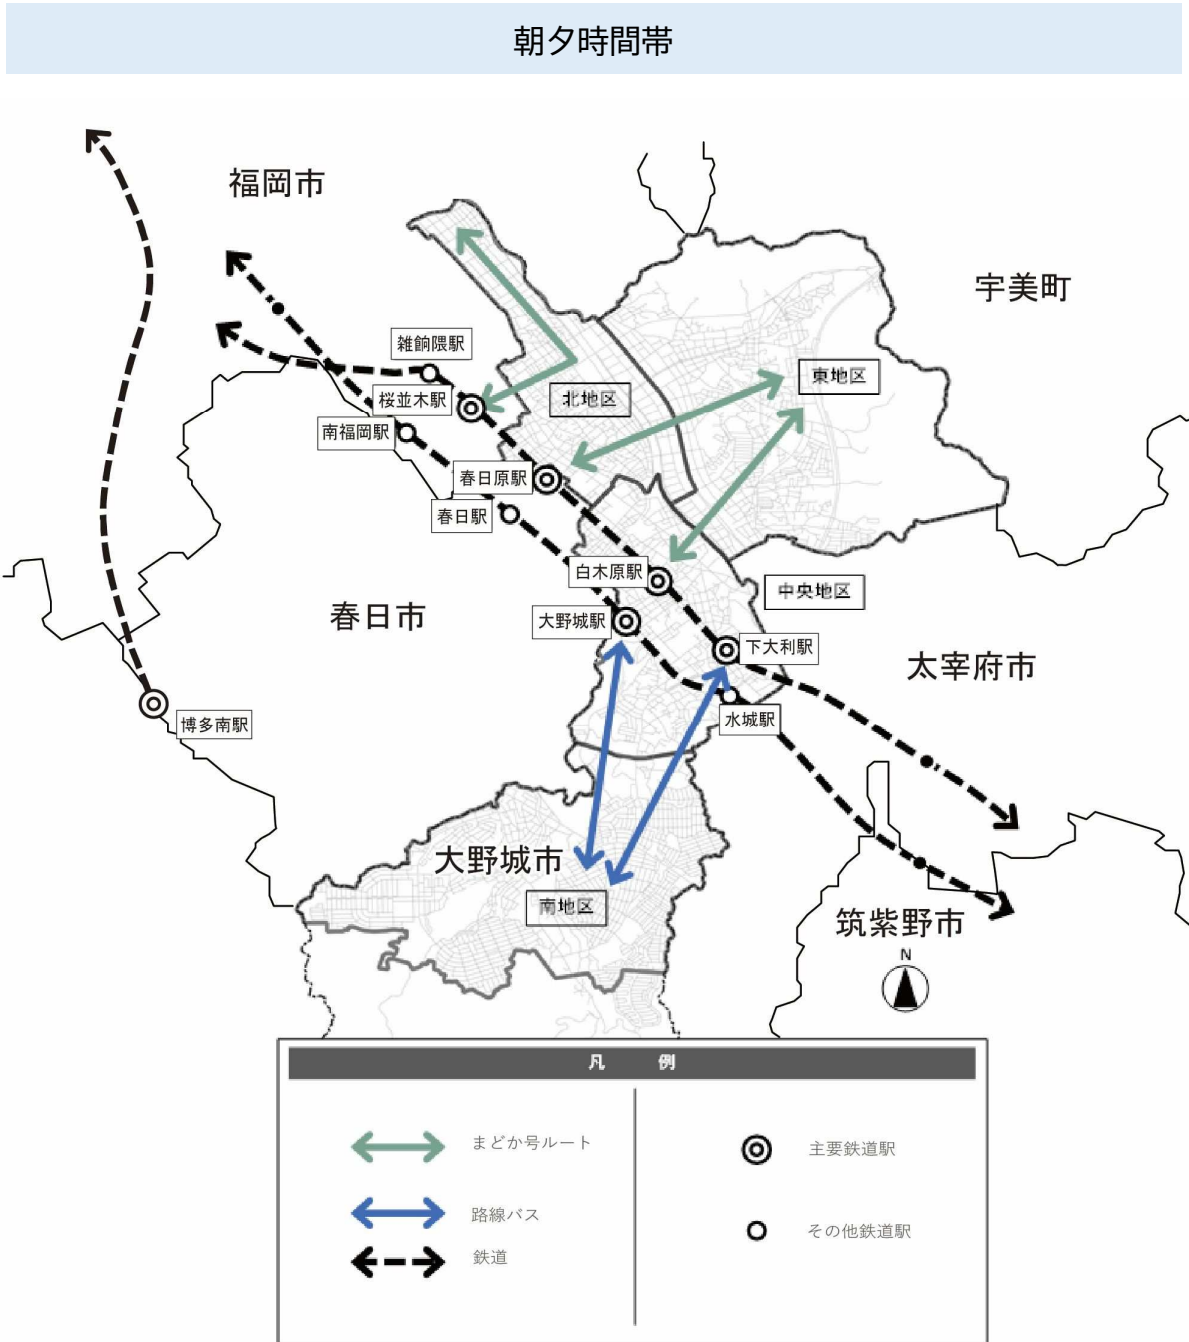 朝夕時間帯
福岡市
宇美町
雑餉隈駅
桜並木駅
東地区
北地区
南福岡駅
春日原駅
春日駅
白木原駅
中央地区
春日市
大野城駅
下大利駅
太宰府市
博多南駅
水城駅
大野城市
南地区
筑紫野市
N
凡 例
まどか号ルート
主要鉄道駅
路線バス
その他鉄道駅
鉄道